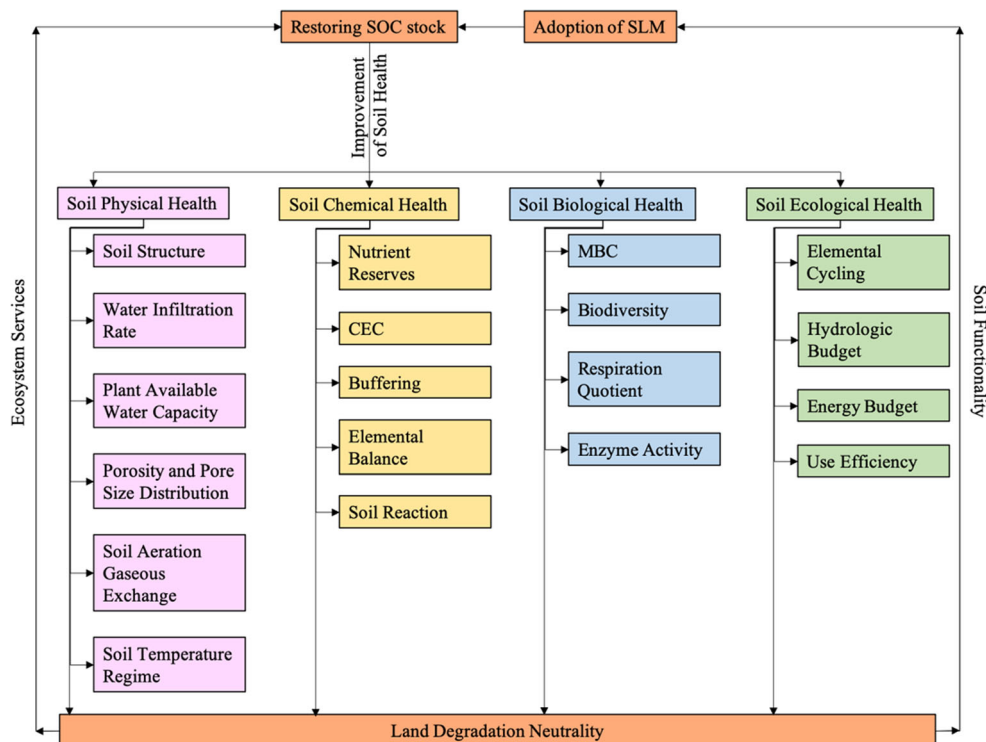 Restoring SOC stock
Adoption of SLM
Improvement
of Soil Health
Soil Physical Health
Soil Structure
Water Infiltration
Rate
Plant Available
Water Capacity
Porosity and Pore
Size Distribution
Soil Aeration
Gaseous
Exchange
Soil Temperature
Regime
Soil Chemical Health
Nutrient
Reserves
CEC
Buffering
Elemental
Balance
Soil Reaction
Soil Biological Health
MBC
Biodiversity
Respiration
Quotient
Enzyme Activity
Soil Ecological Health
Elemental
Cycling
Hydrologic
Budget
Energy Budget
Use Efficiency
Ecosystem Services
Soil Functionality
Land Degradation Neutrality